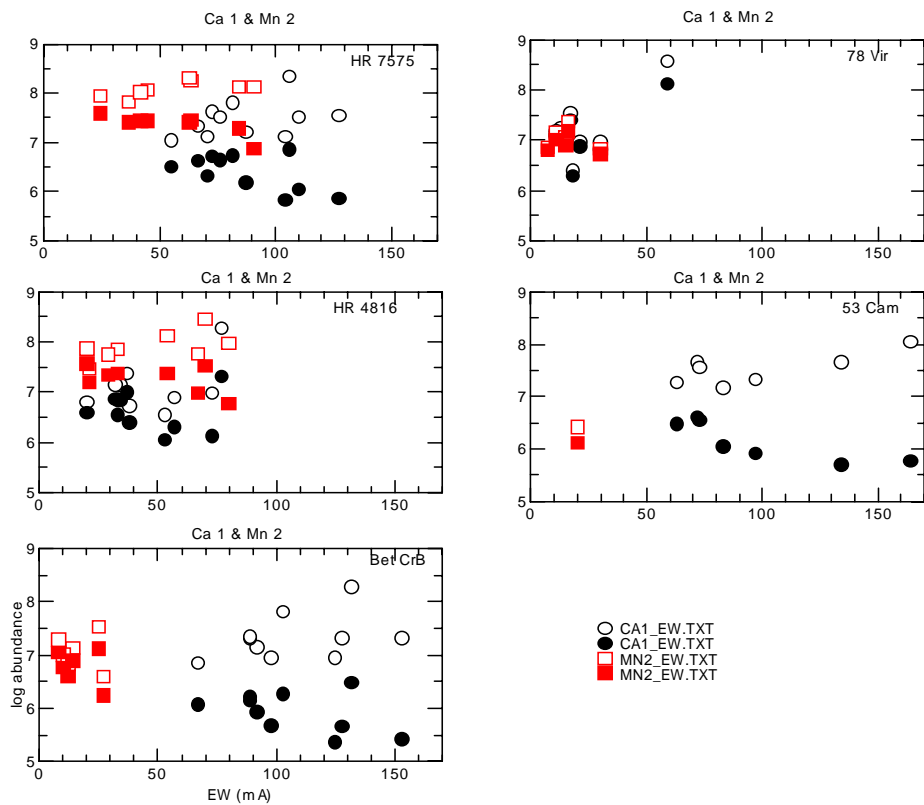 Ca 1 & Mn 2
9
HR 7575
8
7
6
5
0
50
100
150
Ca 1 & Mn 2
9
78 Vir
8
7
6
5
0
50
100
150
Ca 1 & Mn 2
9
HR 4816
8
7
6
5
0
50
100
150
Ca 1 & Mn 2
9
53 Cam
8
7
6
5
0
50
100
150
Ca 1 & Mn 2
9
Bet CrB
8
7
6
5
log abundance
0
50
100
150
EW (mA)
CA1_EW.TXT
CA1_EW.TXT
MN2_EW.TXT
MN2_EW.TXT